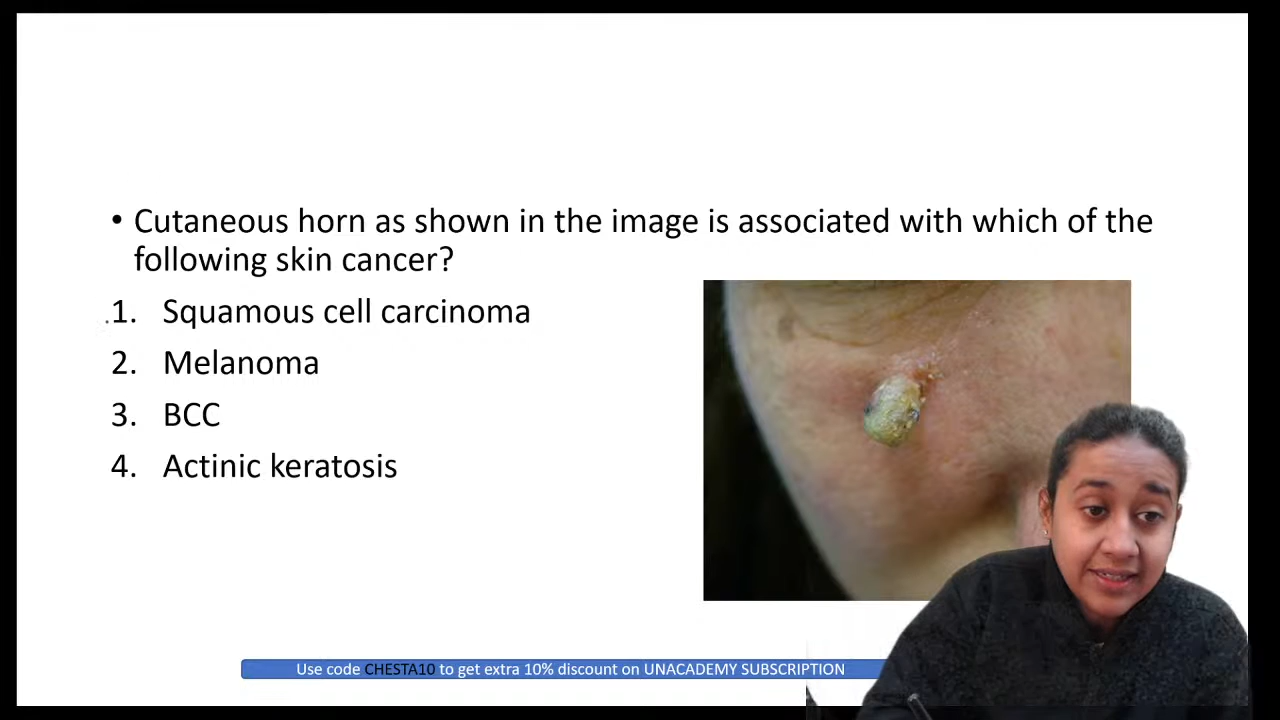 • Cutaneous horn as shown in the image is associated with which of the
following skin cancer?
1. Squamous cell carcinoma
2. Melanoma
3. BCC
4. Actinic keratosis
Use code CHESTA10 to get extra 10% discount on UNACADEMY SUBSCRIPTION